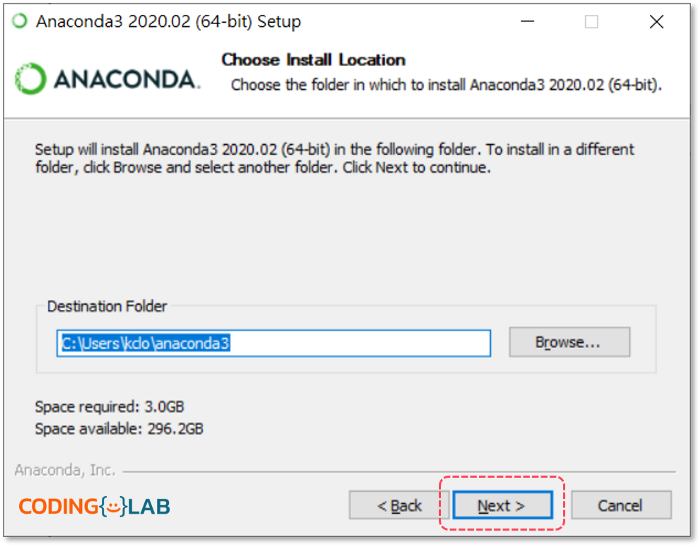 Anaconda3 2020.02 (64-bit) Setup
ANACONDA.
Choose Install Location
Choose the folder in which to install Anaconda3 2020.02 (64-bit).
Setup will install Anaconda3 2020.02 (64-bit) in the following folder. To install in a different
folder, click Browse and select another folder. Click Next to continue.
Destination Folder
C:\Users\kclo\anaconda3
Browse...
Space required: 3.0GB
Space available: 296.2GB
Anaconda, Inc.
CODING{}LAB
< Back
Next >
Cancel